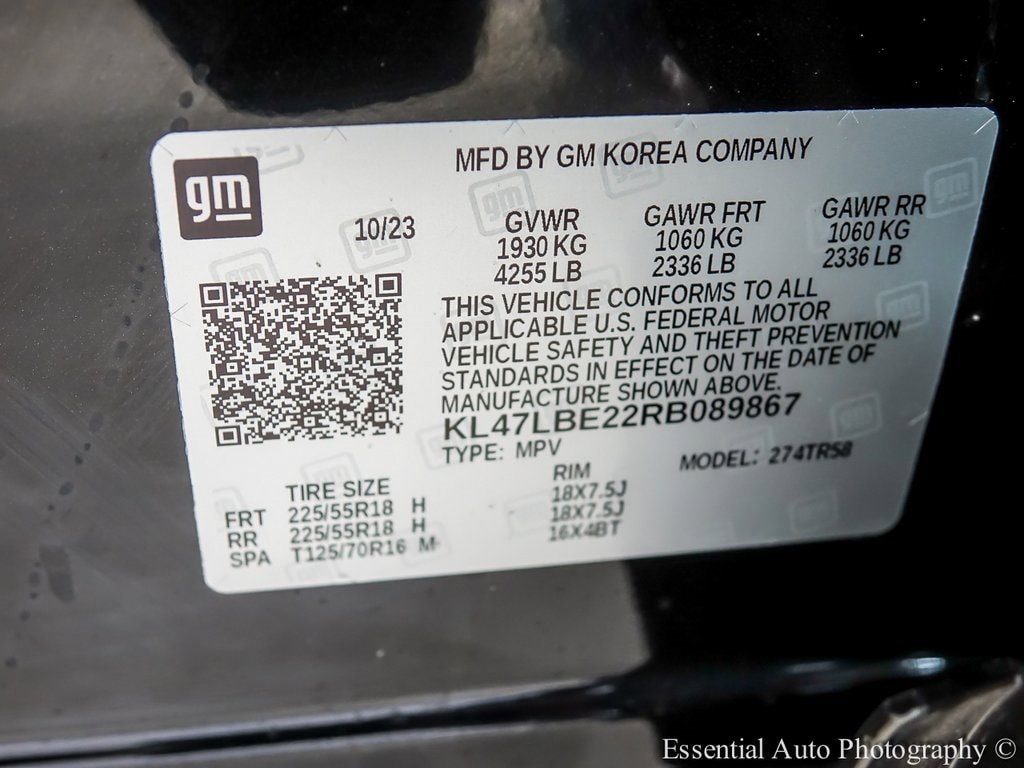 gm
MFD BY GM KOREA COMPANY
10/23
GVWR GAWR FRT GAWR RR
1930 KG 1060 KG 1060 KG
4255 LB 2336 LB 2336 LB
THIS VEHICLE CONFORMS TO ALL
APPLICABLE U.S. FEDERAL MOTOR
VEHICLE SAFETY AND THEFT PREVENTION
STANDARDS IN EFFECT ON THE DATE OF
MANUFACTURE SHOWN ABOVE.
KL47LBE22RB089867
TYPE: MPV MODEL: 274TR58
TIRE SIZE RIM
FRT 225/55R18 H 18X7.5J
RR 225/55R18 H 18X7.5J
SPA T125/70R16 M 16X4BT
Essential Auto Photography ©